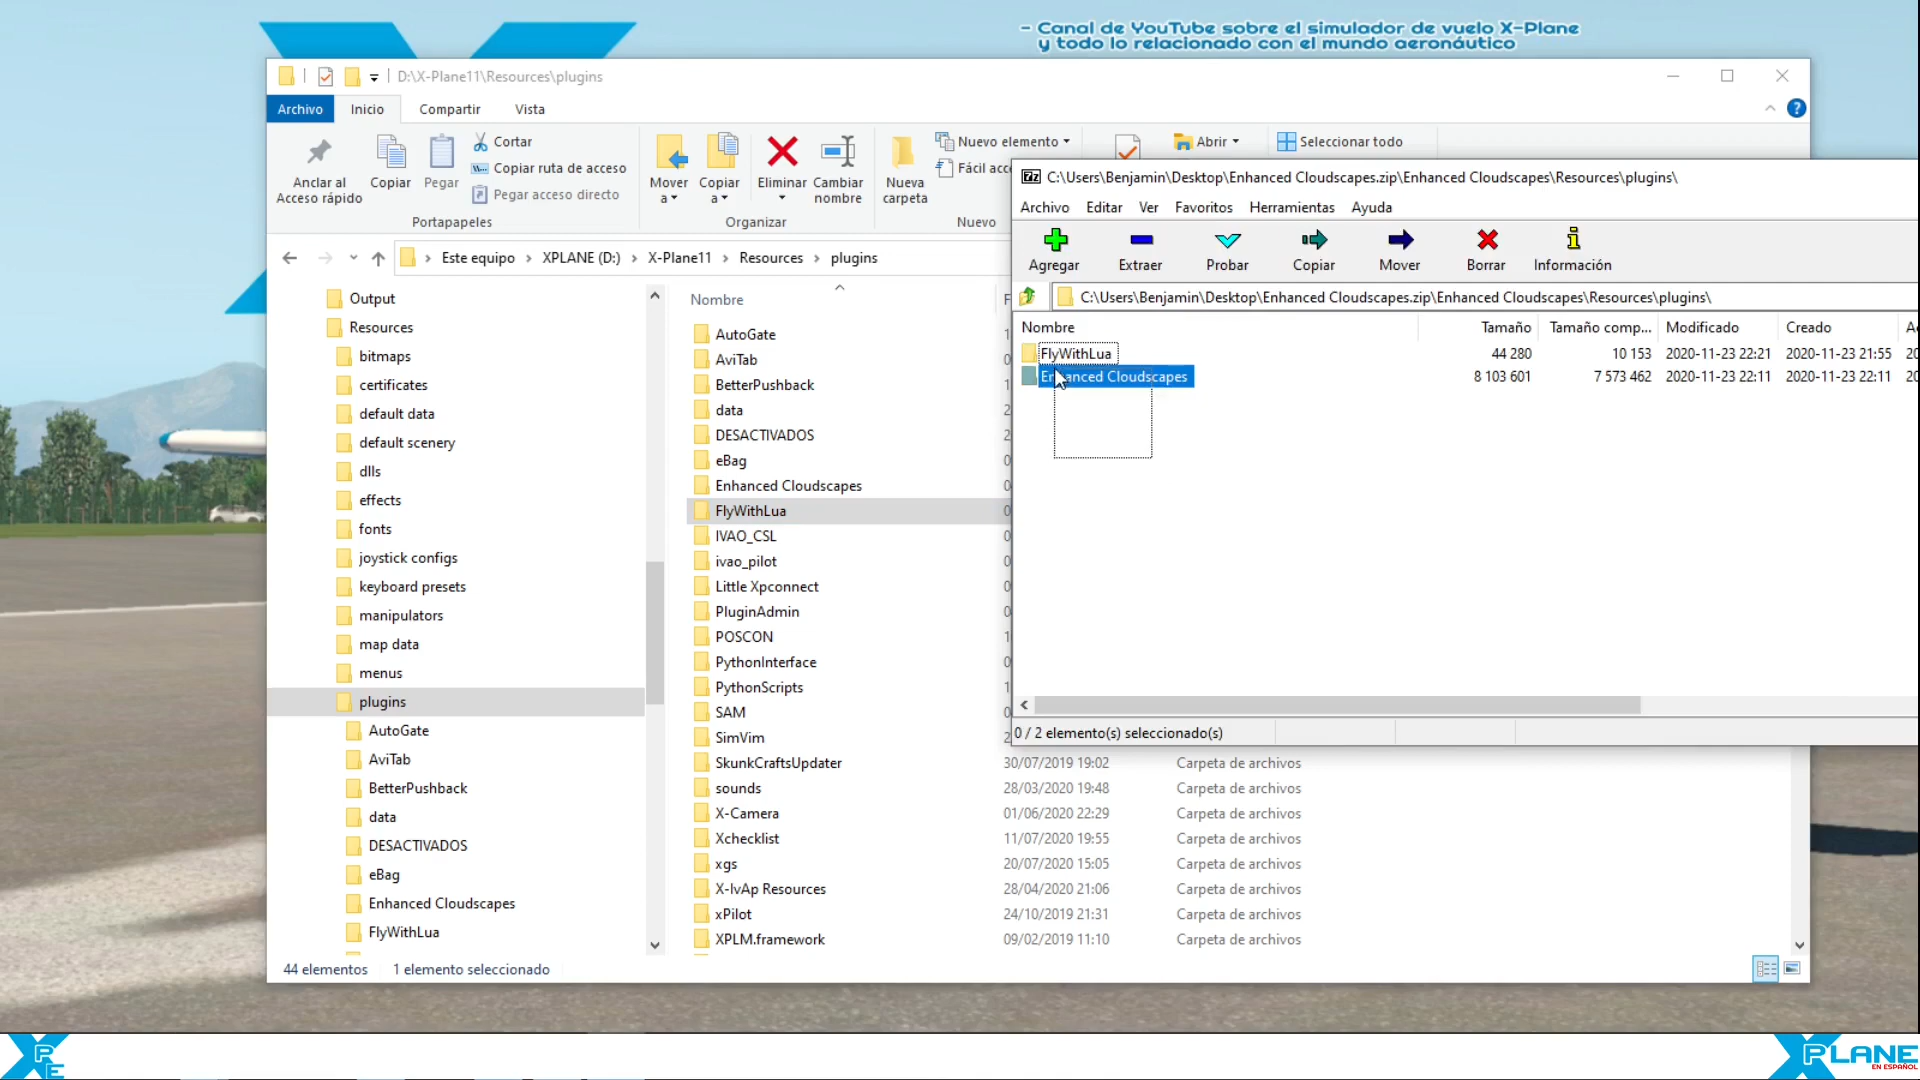 - Canal de YouTube sobre el simulador de vuelo X-Plane
y todo lo relacionado con el mundo aeronáutico
D:\X-Plane11\Resources\plugins
Archivo
Inicio
Compartir
Vista
Anclar al
Acceso rápido
Copiar
Pegar
Cortar
Copiar ruta de acceso
Pegar acceso directo
Portapapeles
Mover
a
Copiar
a
Eliminar
Cambiar
nombre
Organizar
Nueva
carpeta
Nuevo elemento
Fácil acc
Nuevo
Abrir
Seleccionar todo
Este equipo
XPLANE (D:)
X-Plane11
Resources
plugins
Output
Resources
bitmaps
certificates
default data
default scenery
dlls
effects
fonts
joystick configs
keyboard presets
manipulators
map data
menus
plugins
AutoGate
AviTab
BetterPushback
data
DESACTIVADOS
eBag
Enhanced Cloudscapes
FlyWithLua
Nombre
AutoGate
AviTab
BetterPushback
data
DESACTIVADOS
eBag
Enhanced Cloudscapes
FlyWithLua
IVAO_CSL
ivao_pilot
Little Xpconnect
PluginAdmin
POSCON
PythonInterface
PythonScripts
SAM
SimVim
SkunkCraftsUpdater 30/07/2019 19:02 Carpeta de archivos
sounds 28/03/2020 19:48 Carpeta de archivos
X-Camera 01/06/2020 22:29 Carpeta de archivos
Xchecklist 11/07/2020 19:55 Carpeta de archivos
xgs 20/07/2020 15:05 Carpeta de archivos
X-IvAp Resources 28/04/2020 21:06 Carpeta de archivos
xPilot 24/10/2019 21:31 Carpeta de archivos
XPLM.framework 09/02/2019 11:10 Carpeta de archivos
44 elementos 1 elemento seleccionado
C:\Users\Benjamin\Desktop\Enhanced Cloudscapes.zip\Enhanced Cloudscapes\Resources\plugins\
Archivo Editar Ver Favoritos Herramientas Ayuda
Agregar Extraer Probar Copiar Mover Borrar Información
C:\Users\Benjamin\Desktop\Enhanced Cloudscapes.zip\Enhanced Cloudscapes\Resources\plugins\
Nombre Tamaño Tamaño comp... Modificado Creado
FlyWithLua 44 280 10 153 2020-11-23 22:21 2020-11-23 21:55 20
Enhanced Cloudscapes 8 103 601 7 573 462 2020-11-23 22:11 2020-11-23 22:11 20
0 / 2 elemento(s) seleccionado(s)
XPE
XPLANE
EN ESPAÑOL